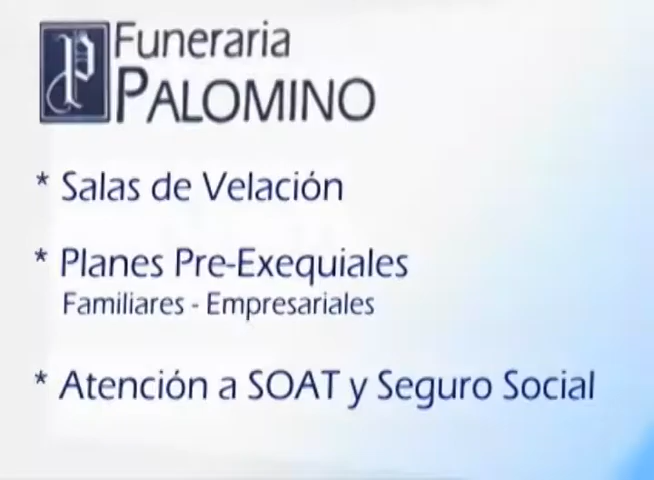 P
Funeraria
PALOMINO
* Salas de Velación
* Planes Pre-Exequiales
Familiares - Empresariales
* Atención a SOAT y Seguro Social